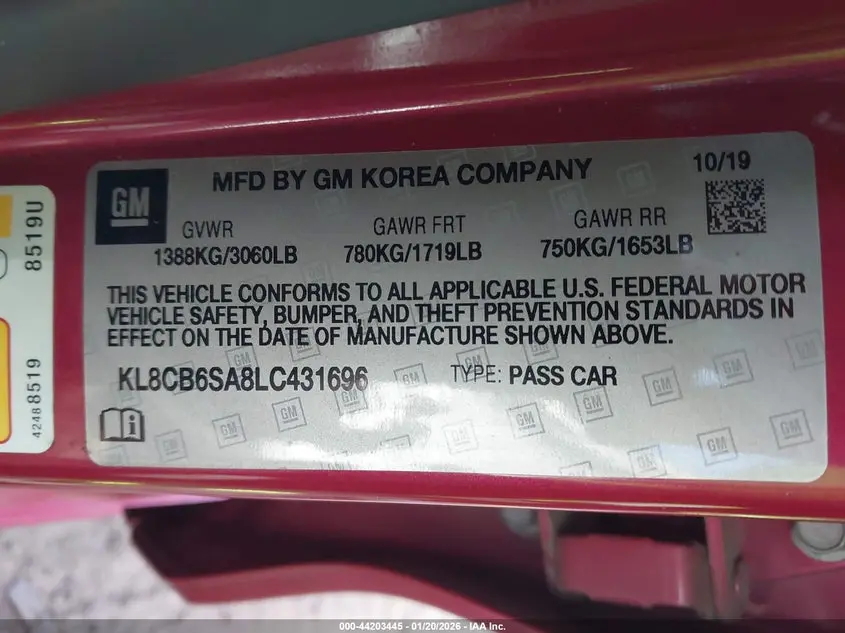 GM
MFD BY GM KOREA COMPANY
10/19
GVWR
1388KG/3060LB
GAWR FRT
780KG/1719LB
GAWR RR
750KG/1653LB
THIS VEHICLE CONFORMS TO ALL APPLICABLE U.S. FEDERAL MOTOR
VEHICLE SAFETY, BUMPER, AND THEFT PREVENTION STANDARDS IN
EFFECT ON THE DATE OF MANUFACTURE SHOWN ABOVE.
KL8CB6SA8LC431696
TYPE: PASS CAR
8519U
42488519
000-44203445 - 01/20/2026 - IAA Inc.